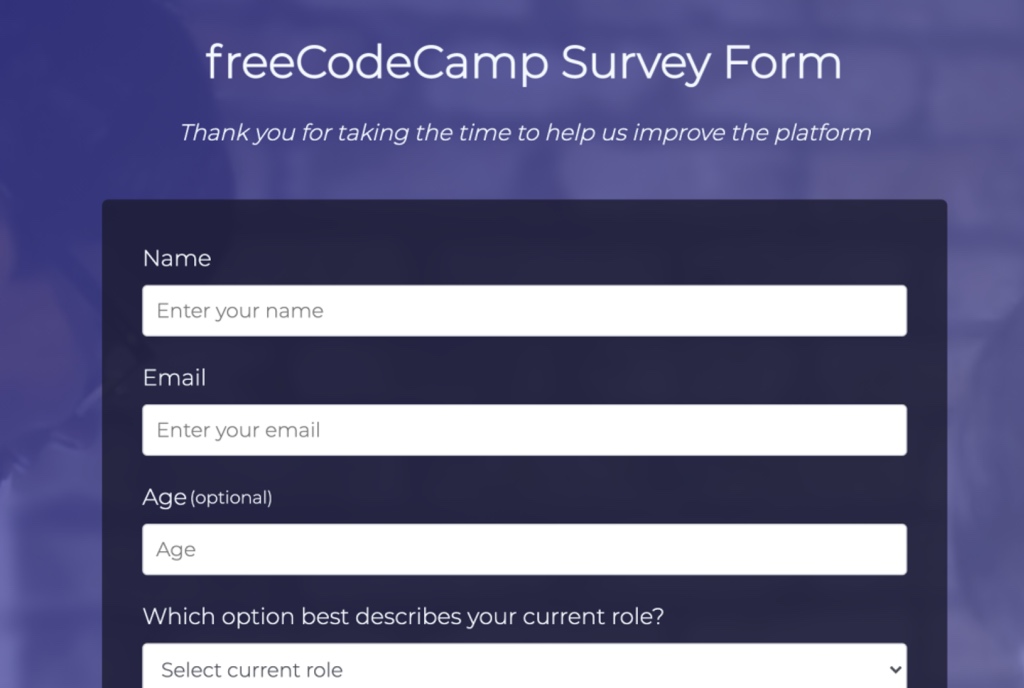 freeCodeCamp Survey Form
Thank you for taking the time to help us improve the platform
Name
Enter your name
Email
Enter your email
Age (optional)
Age
Which option best describes your current role?
Select current role